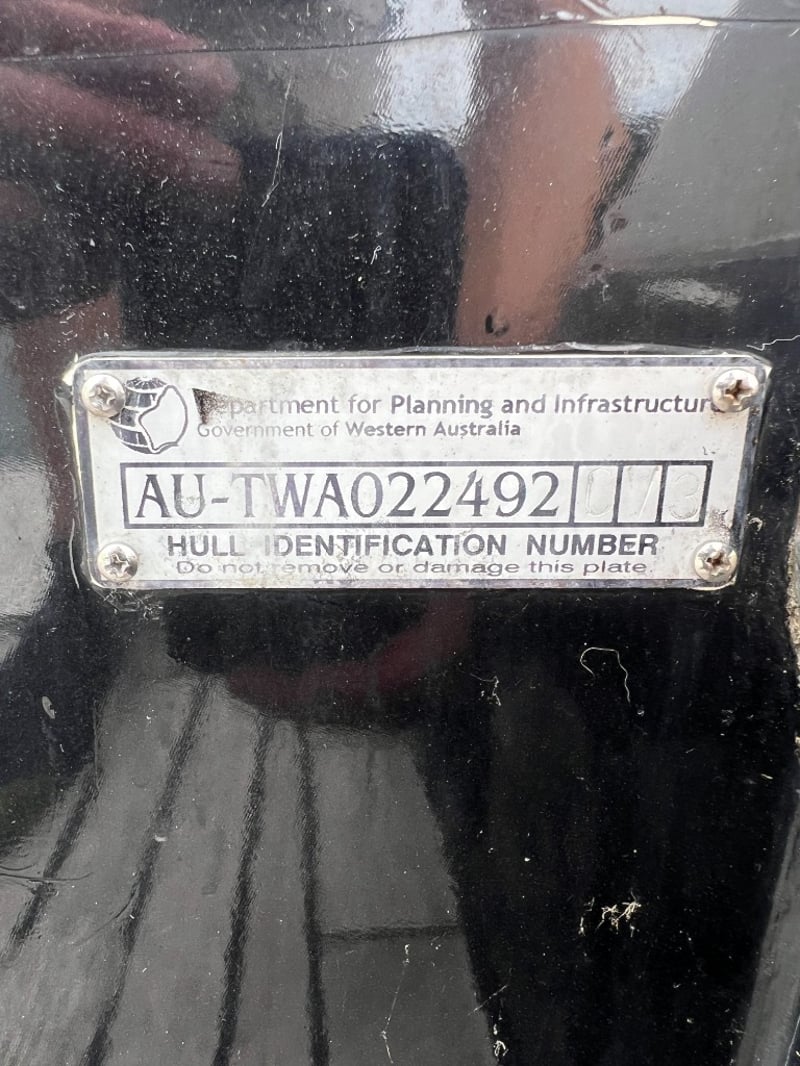 Department for Planning and Infrastructure
Government of Western Australia
AU-TWA022492
HULL IDENTIFICATION NUMBER
Do not remove or damage this plate.